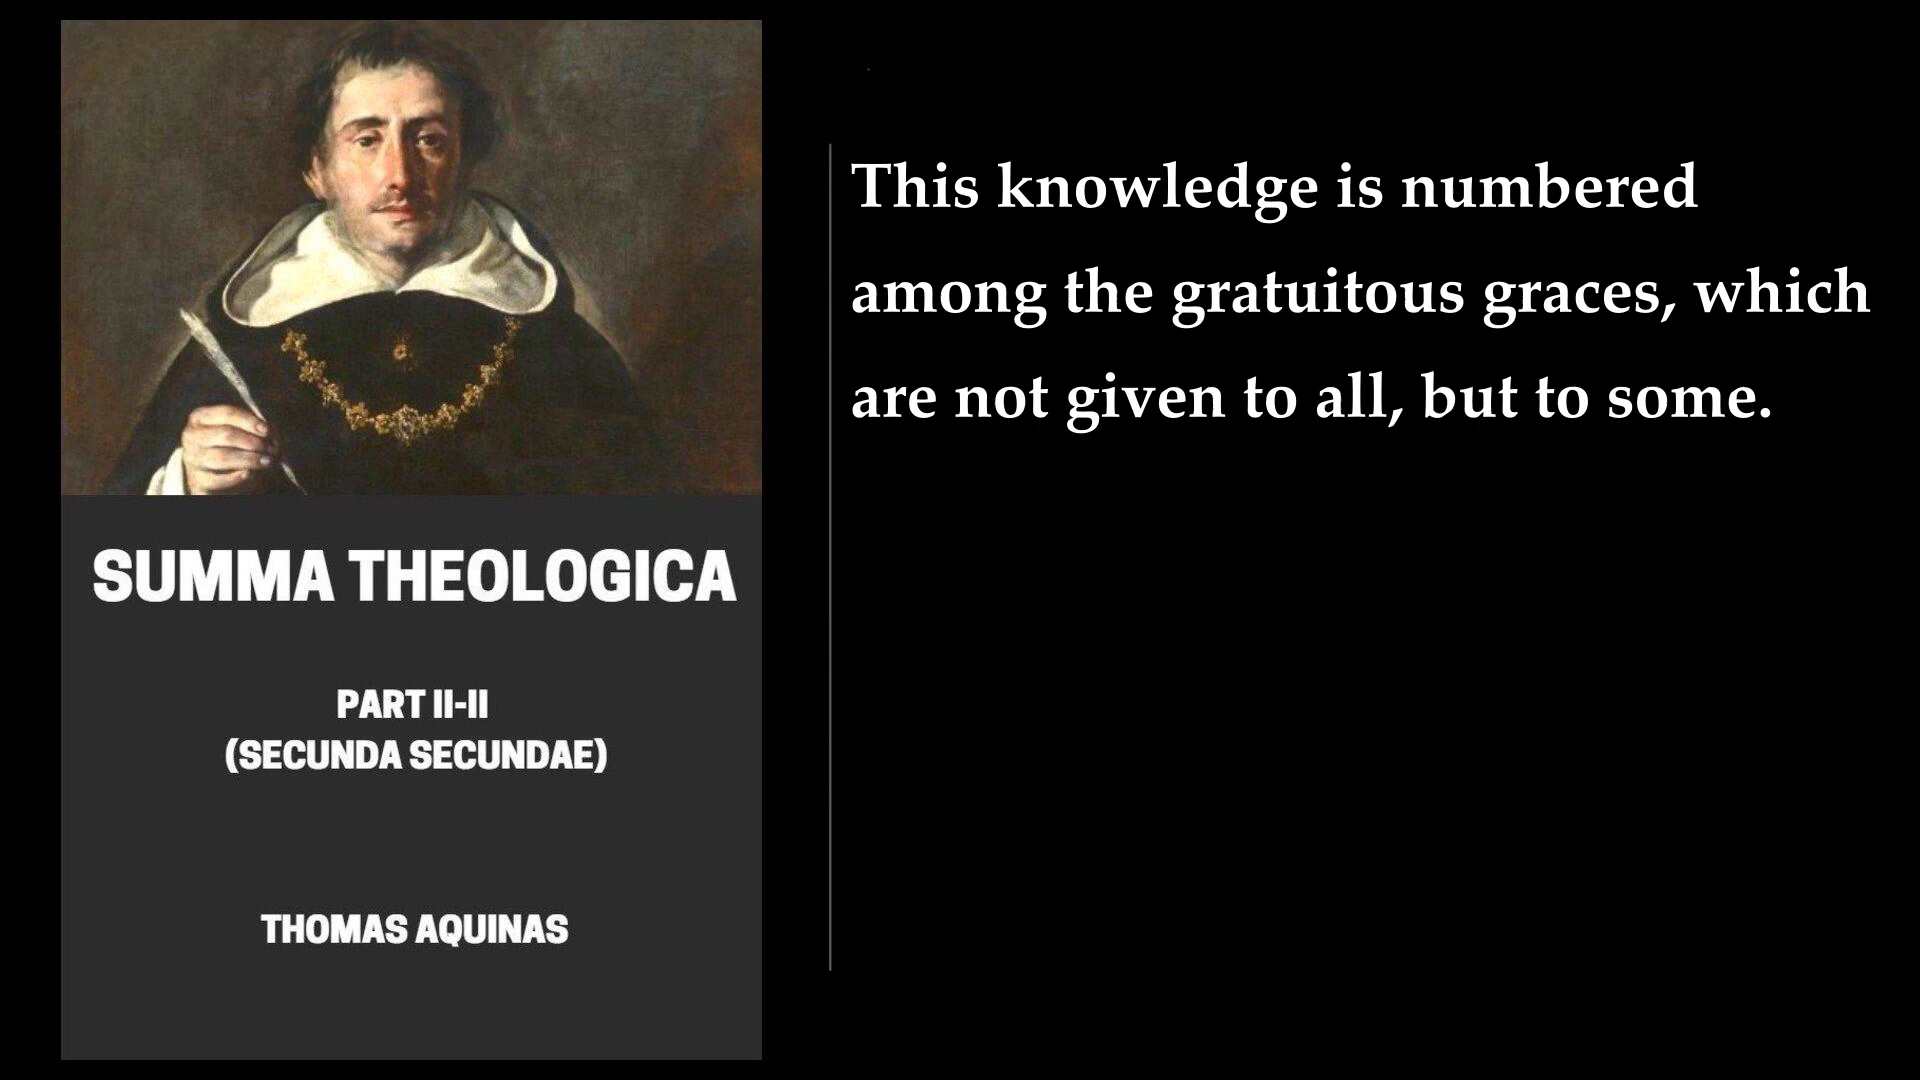 SUMMA THEOLOGICA
PART II-II
(SECUNDA SECUNDAE)
THOMAS AQUINAS
This knowledge is numbered
among the gratuitous graces, which
are not given to all, but to some.